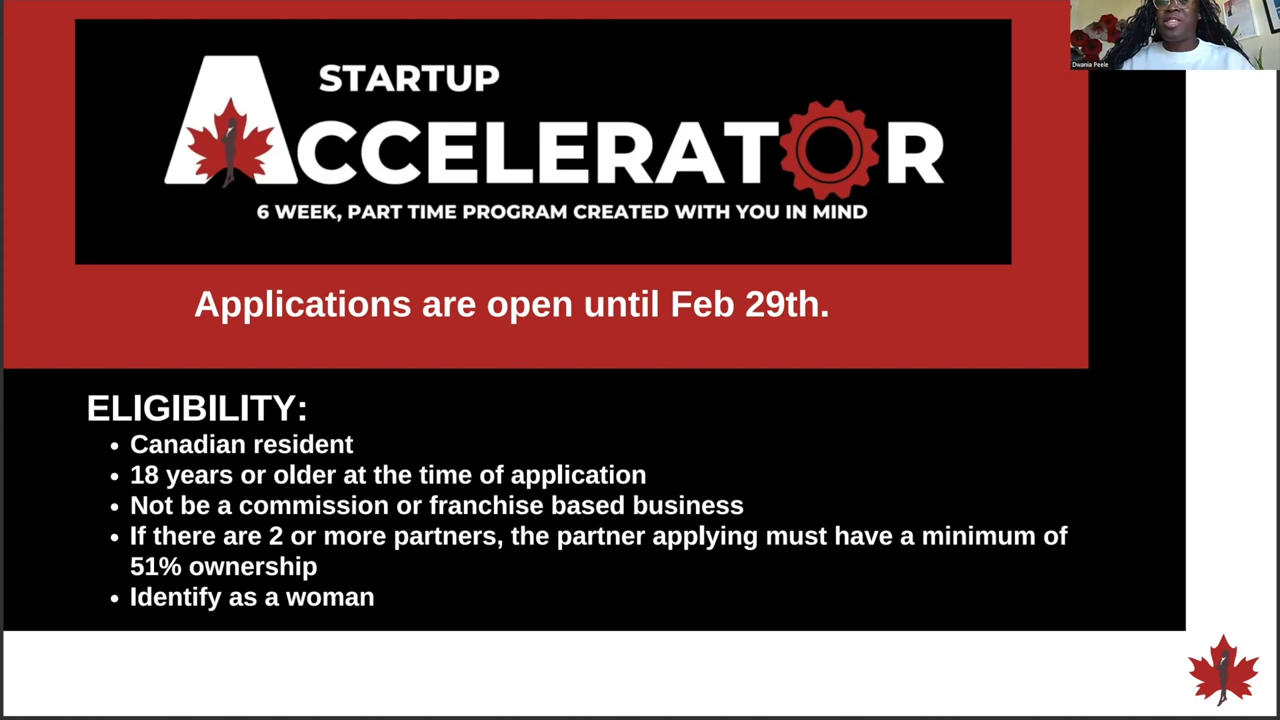 Dwania Peele
STARTUP
ACCELERATOR
6 WEEK, PART TIME PROGRAM CREATED WITH YOU IN MIND
Applications are open until Feb 29th.
ELIGIBILITY:
• Canadian resident
• 18 years or older at the time of application
• Not be a commission or franchise based business
• If there are 2 or more partners, the partner applying must have a minimum of
51% ownership
• Identify as a woman